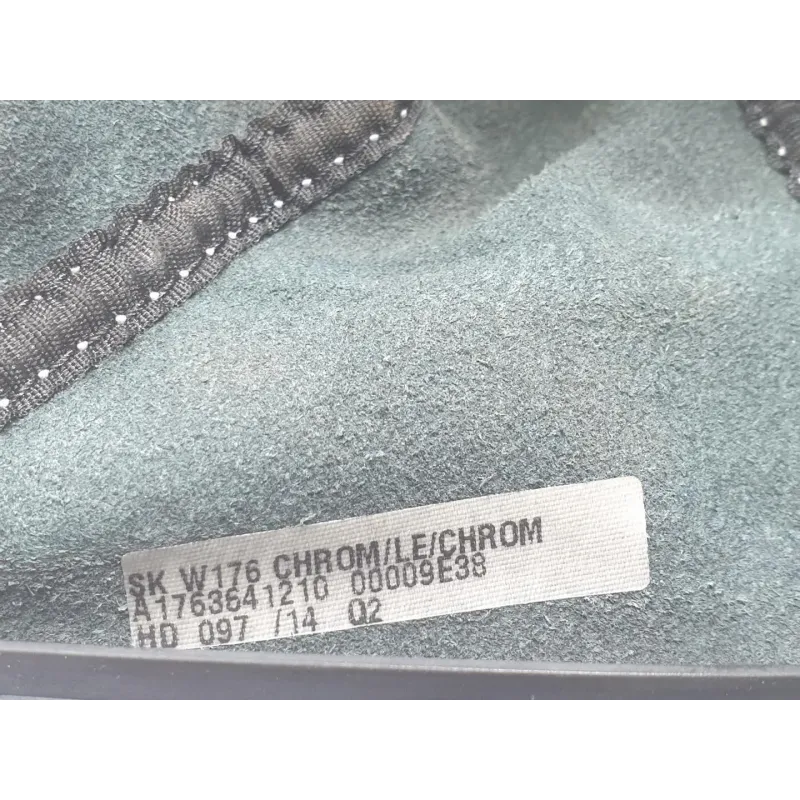 SK W176 CHROM/LE/CHROM
A1763641210 00009E38
HD 097 /14 Q2